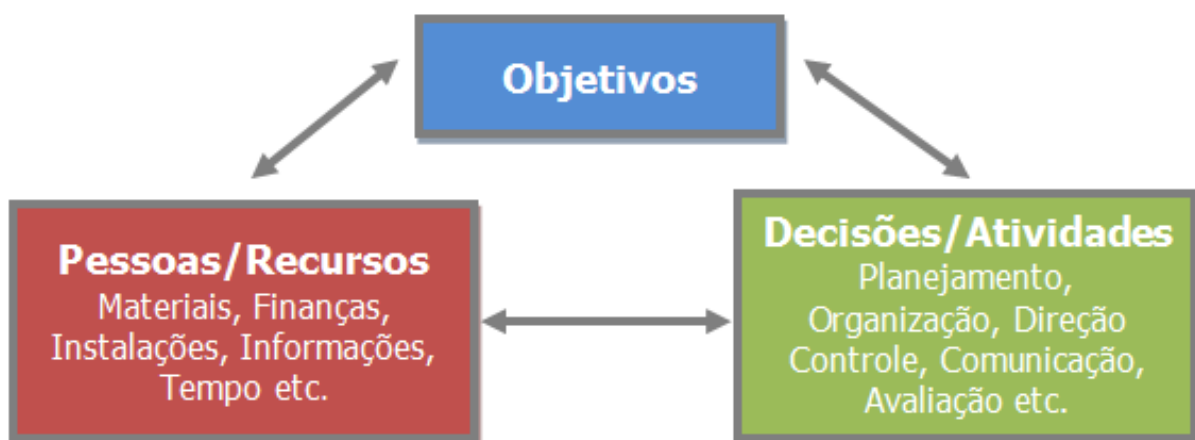 Objetivos
Pessoas/Recursos
Materiais, Finanças,
Instalações, Informações,
Tempo etc.
Decisões/Atividades
Planejamento,
Organização, Direção
Controle, Comunicação,
Avaliação etc.